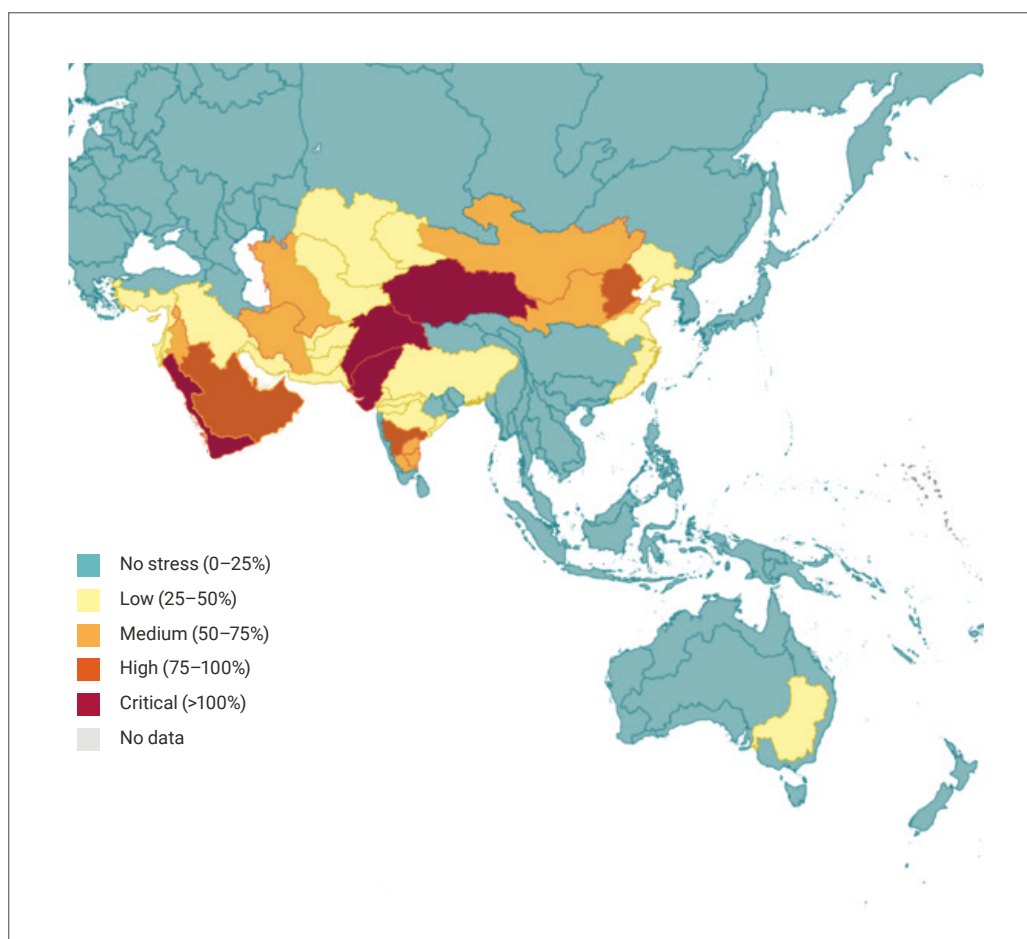 No stress (0–25%)
Low (25–50%)
Medium (50–75%)
High (75–100%)
Critical (>100%)
No data